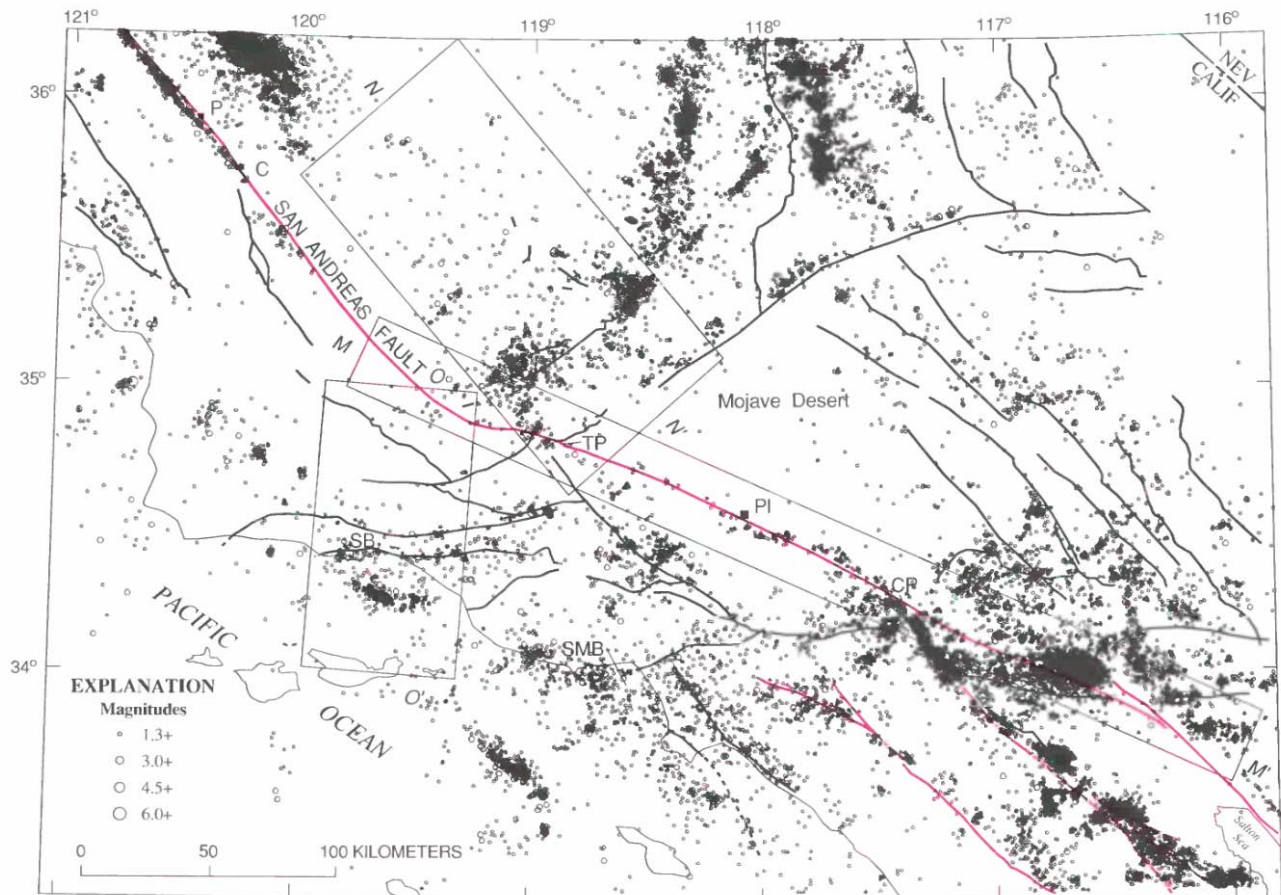 121°
120°
119°
118°
117°
116°
36°
35°
34°
NEV
CALIF
N
P
C
SAN ANDREAS FAULT
M
O
TP
N'
Mojave Desert
PI
SB
CP
PACIFIC
OCEAN
SMB
O'
M'
Salton
Sea
EXPLANATION
Magnitudes
1.3+
3.0+
4.5+
6.0+
0 50 100 KILOMETERS